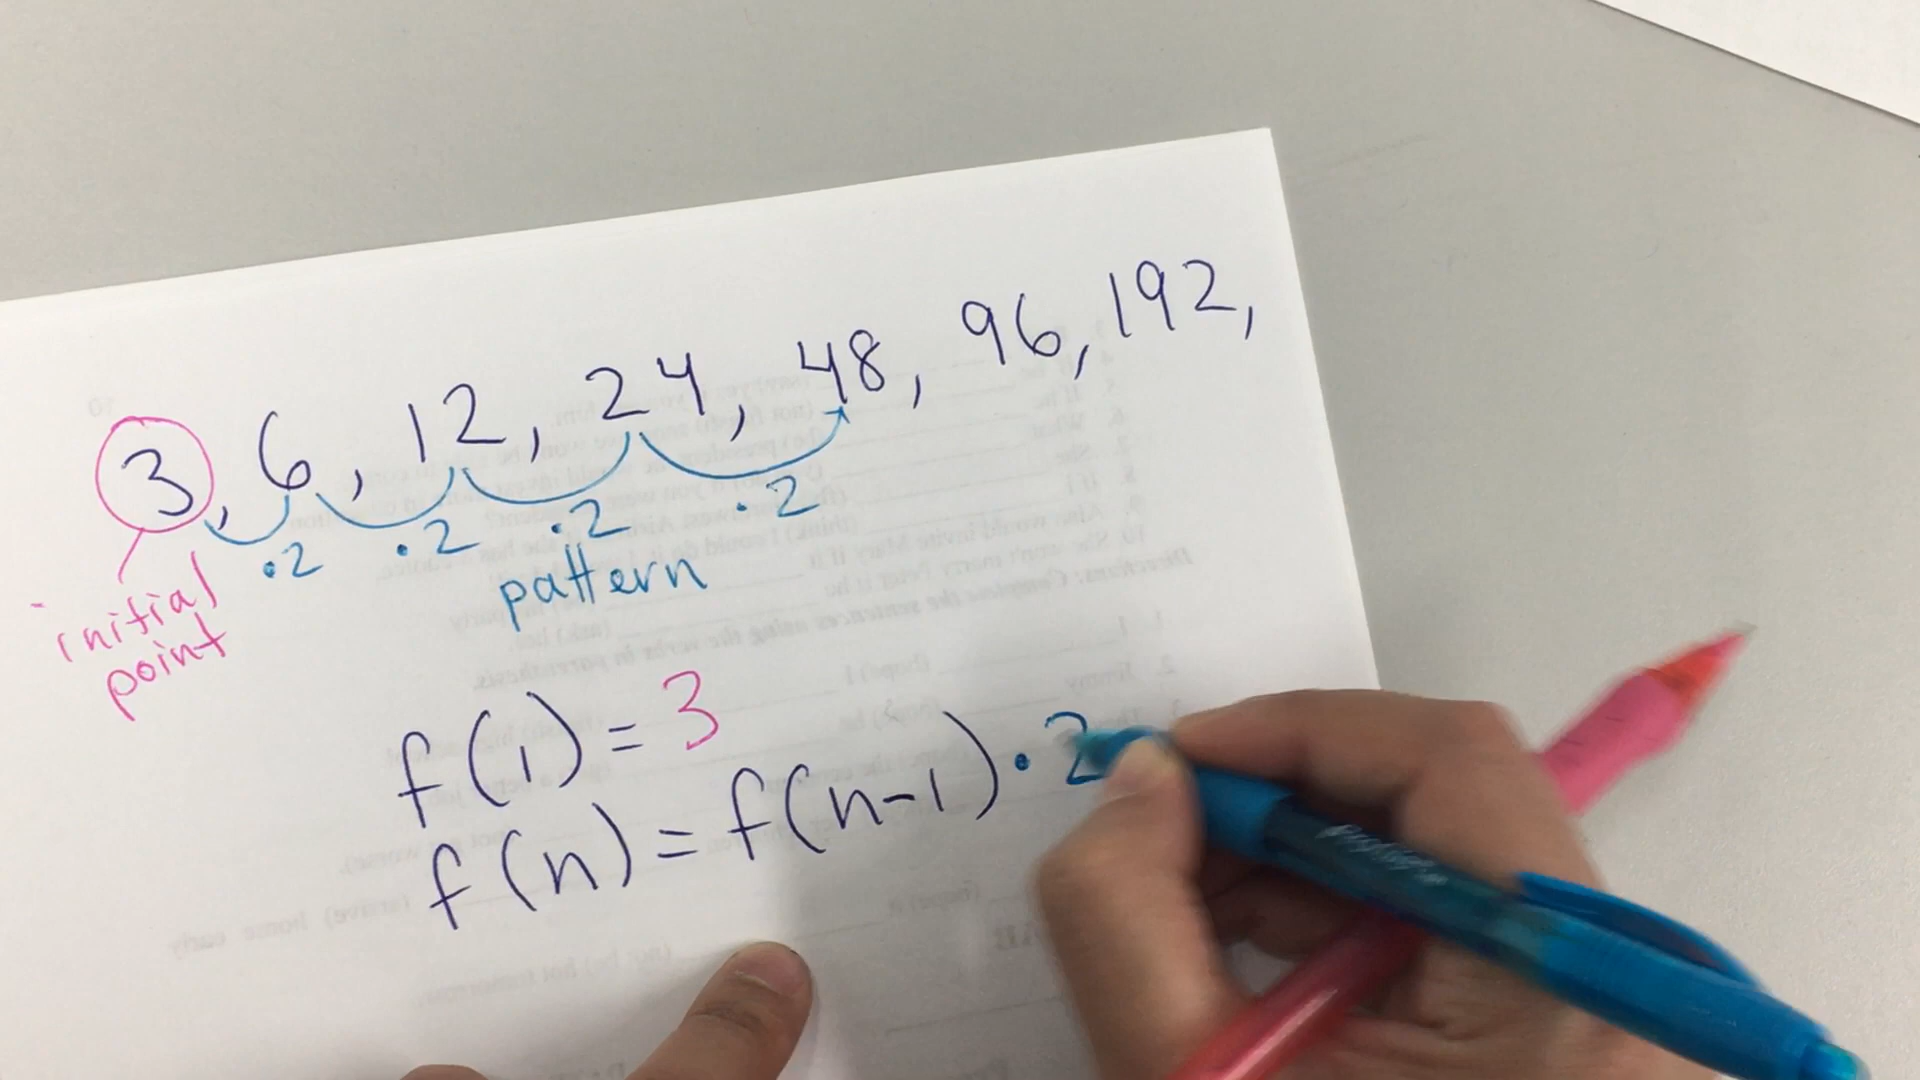 3, 6, 12, 24, 48, 96, 192,
·2 ·2 ·2 ·2
initial
point
pattern
f(1) = 3
f(n) = f(n-1) · 2